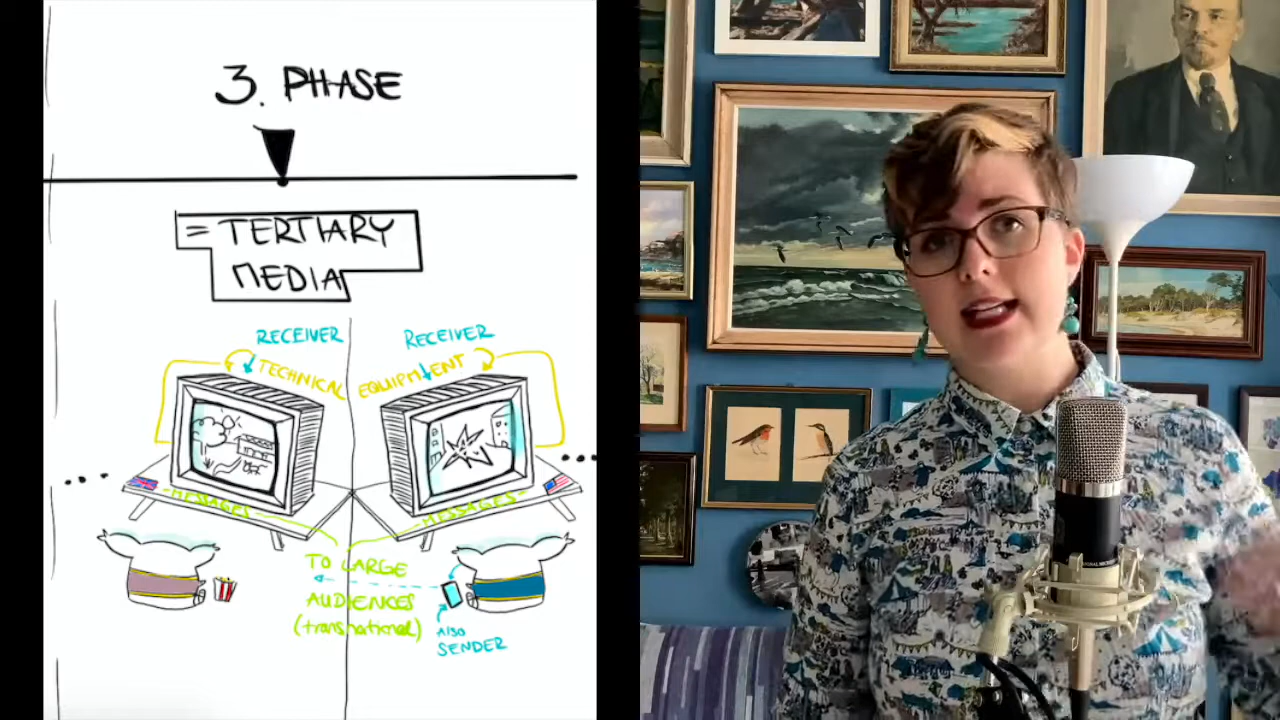 3. PHASE
= TERTIARY
MEDIA
RECEIVER RECEIVER
TECHNICAL EQUIPMENT
MESSAGES MESSAGES
TO LARGE
AUDIENCES
(transnational)
ALSO
SENDER